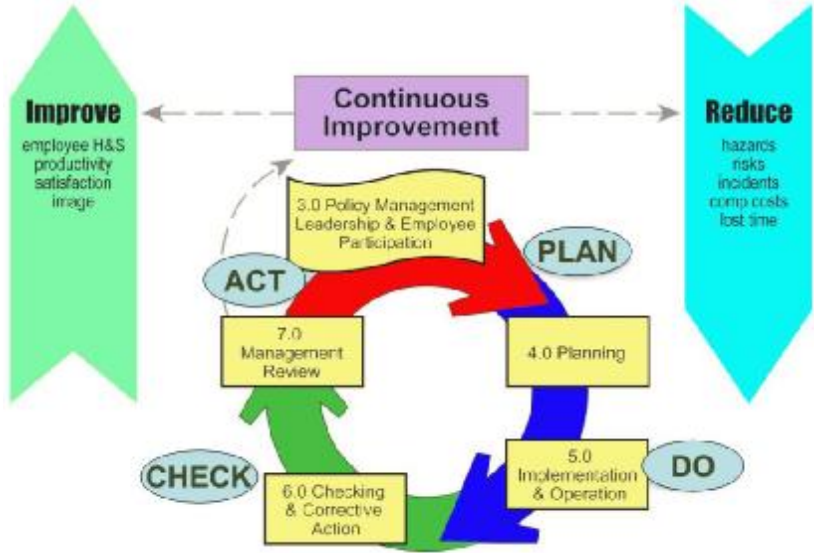 Improve
employee H&S
productivity
satisfaction
image
Continuous
Improvement
Reduce
hazards
risks
incidents
comp costs
lost time
3.0 Policy Management
Leadership & Employee
Participation
PLAN
ACT
7.0
Management
Review
4.0 Planning
CHECK
6.0 Checking
& Corrective
Action
5.0
Implementation
& Operation
DO